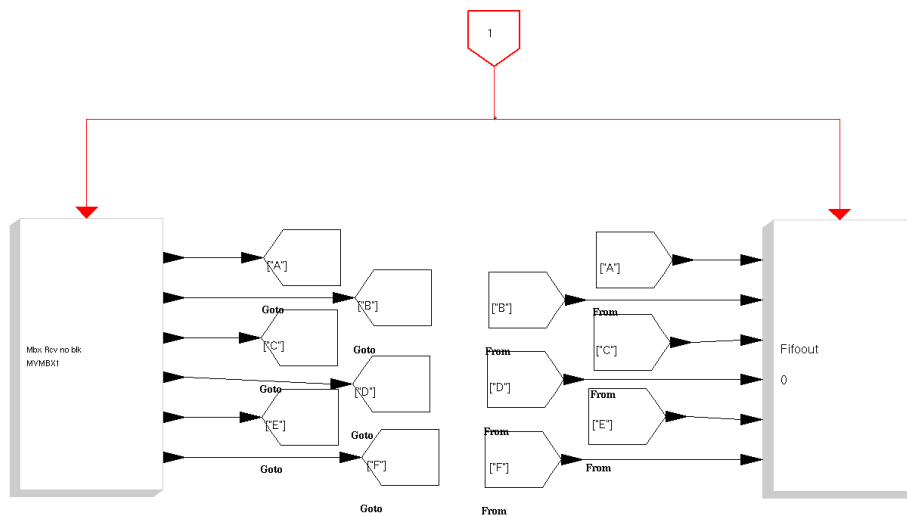 1
["A"]
["A"]
["B"]
["B"]
Goto
From
["C"]
["C"]
Mbx Rcv no blk
MYMBX1
Fifoout
0
Goto
From
["D"]
["D"]
Goto
From
["E"]
["E"]
Goto
From
["F"]
["F"]
Goto
From
Goto
From